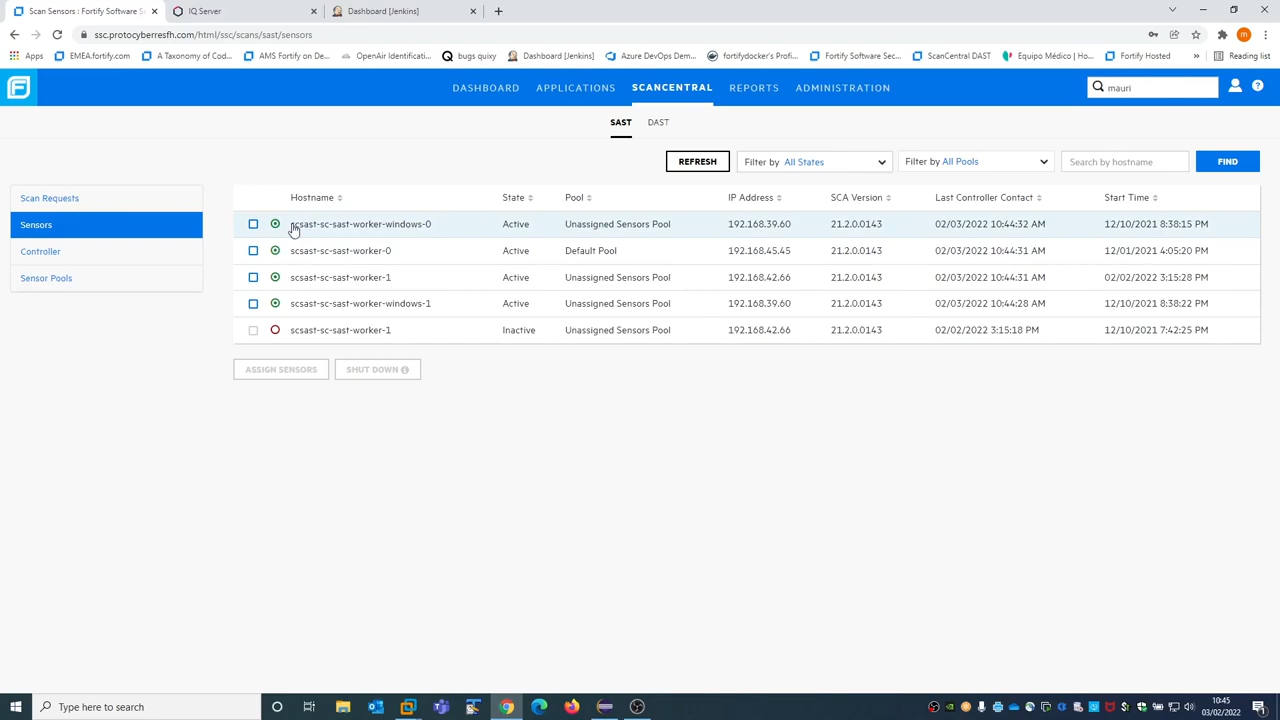 Scan Sensors : Fortify Software Se
IQ Server
Dashboard [Jenkins]
ssc.protocyberresfh.com/html/ssc/scans/sast/sensors
Apps
EMEA.fortify.com
A Taxonomy of Cod...
AMS Fortify on De...
OpenAir Identificati...
bugs quixy
Dashboard [Jenkins]
Azure DevOps Dem...
fortifydocker's Profi...
Fortify Software Sec...
ScanCentral DAST
Equipo Médico | Ho...
Fortify Hosted
»
Reading list
DASHBOARD
APPLICATIONS
SCANCENTRAL
REPORTS
ADMINISTRATION
mauri
SAST
DAST
REFRESH
Filter by All States
Filter by All Pools
Search by hostname
FIND
Scan Requests
Sensors
Controller
Sensor Pools
Hostname State Pool IP Address SCA Version Last Controller Contact Start Time
scsast-sc-sast-worker-windows-0 Active Unassigned Sensors Pool 192.168.39.60 21.2.0.0143 02/03/2022 10:44:32 AM 12/10/2021 8:38:15 PM
scsast-sc-sast-worker-0 Active Default Pool 192.168.45.45 21.2.0.0143 02/03/2022 10:44:31 AM 12/01/2021 4:05:20 PM
scsast-sc-sast-worker-1 Active Unassigned Sensors Pool 192.168.42.66 21.2.0.0143 02/03/2022 10:44:31 AM 02/02/2022 3:15:28 PM
scsast-sc-sast-worker-windows-1 Active Unassigned Sensors Pool 192.168.39.60 21.2.0.0143 02/03/2022 10:44:28 AM 12/10/2021 8:38:22 PM
scsast-sc-sast-worker-1 Inactive Unassigned Sensors Pool 192.168.42.66 21.2.0.0143 02/02/2022 3:15:18 PM 12/10/2021 7:42:25 PM
ASSIGN SENSORS
SHUT DOWN
Type here to search
10:45
03/02/2022